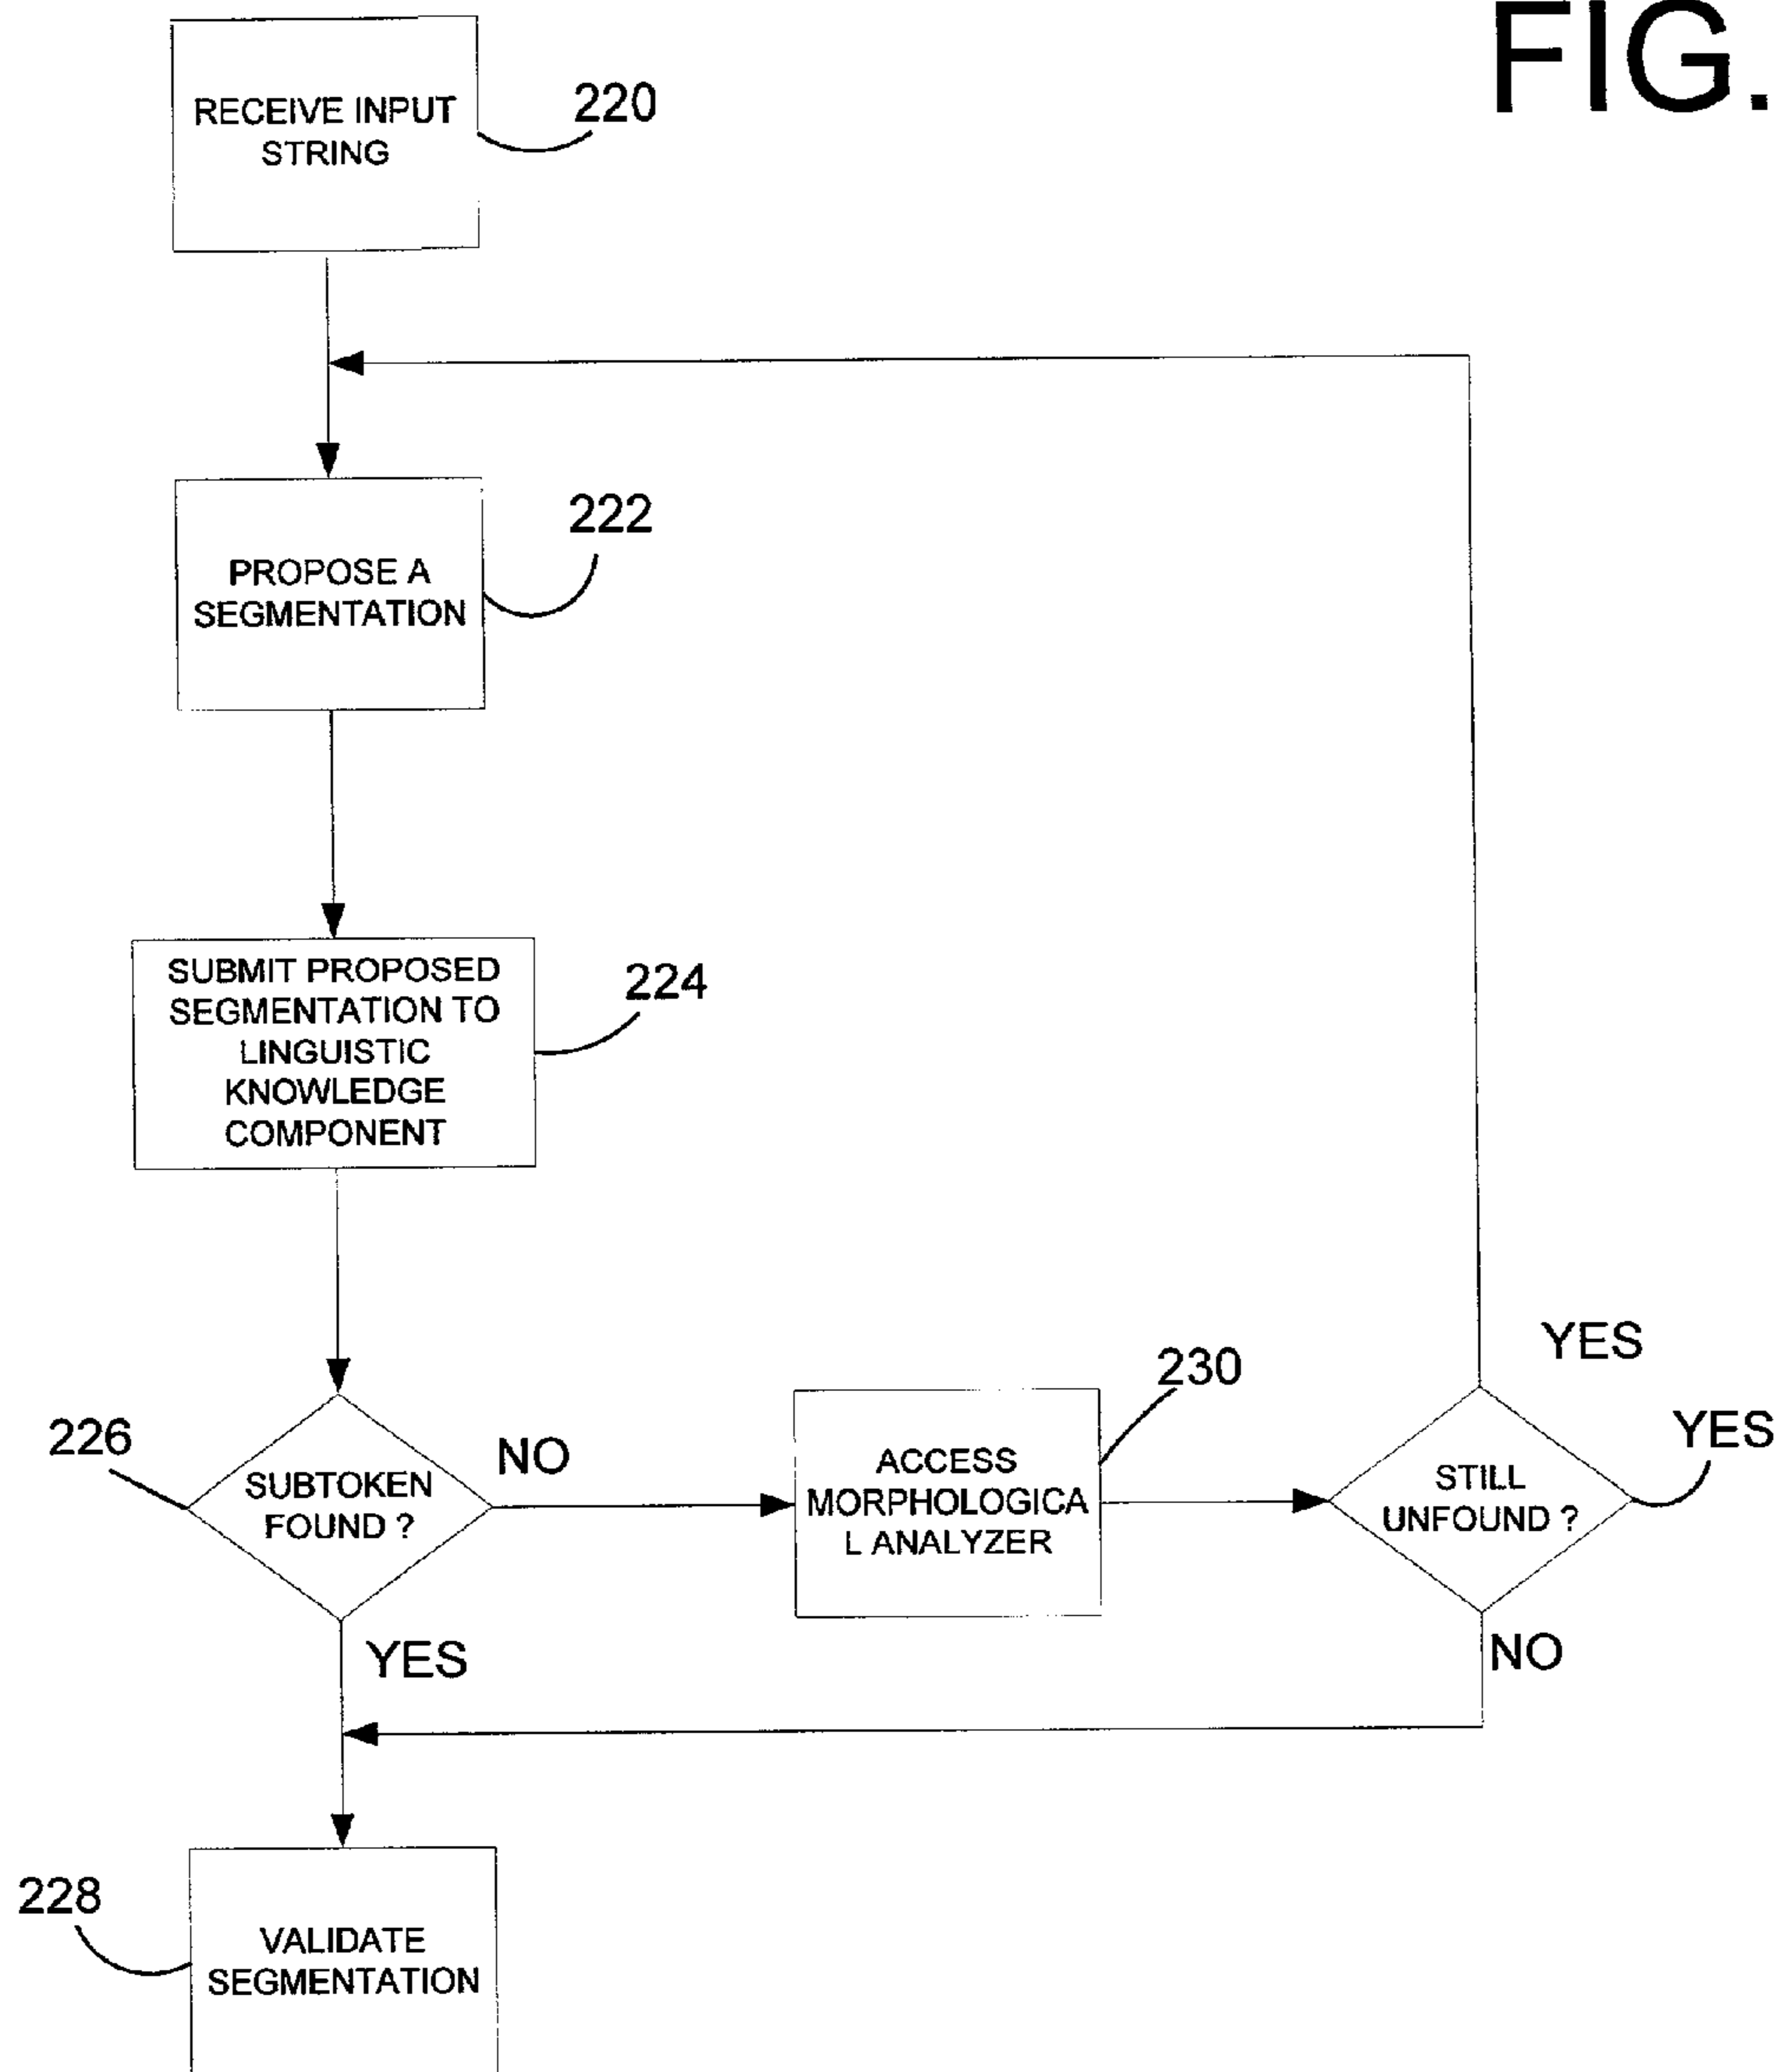 FIG.
RECEIVE INPUT
STRING
220
PROPOSE A
SEGMENTATION
222
SUBMIT PROPOSED
SEGMENTATION TO
LINGUISTIC
KNOWLEDGE
COMPONENT
224
226
SUBTOKEN
FOUND ?
NO
YES
230
ACCESS
MORPHOLOGICA
L ANALYZER
STILL
UNFOUND ?
YES
YES
NO
228
VALIDATE
SEGMENTATION